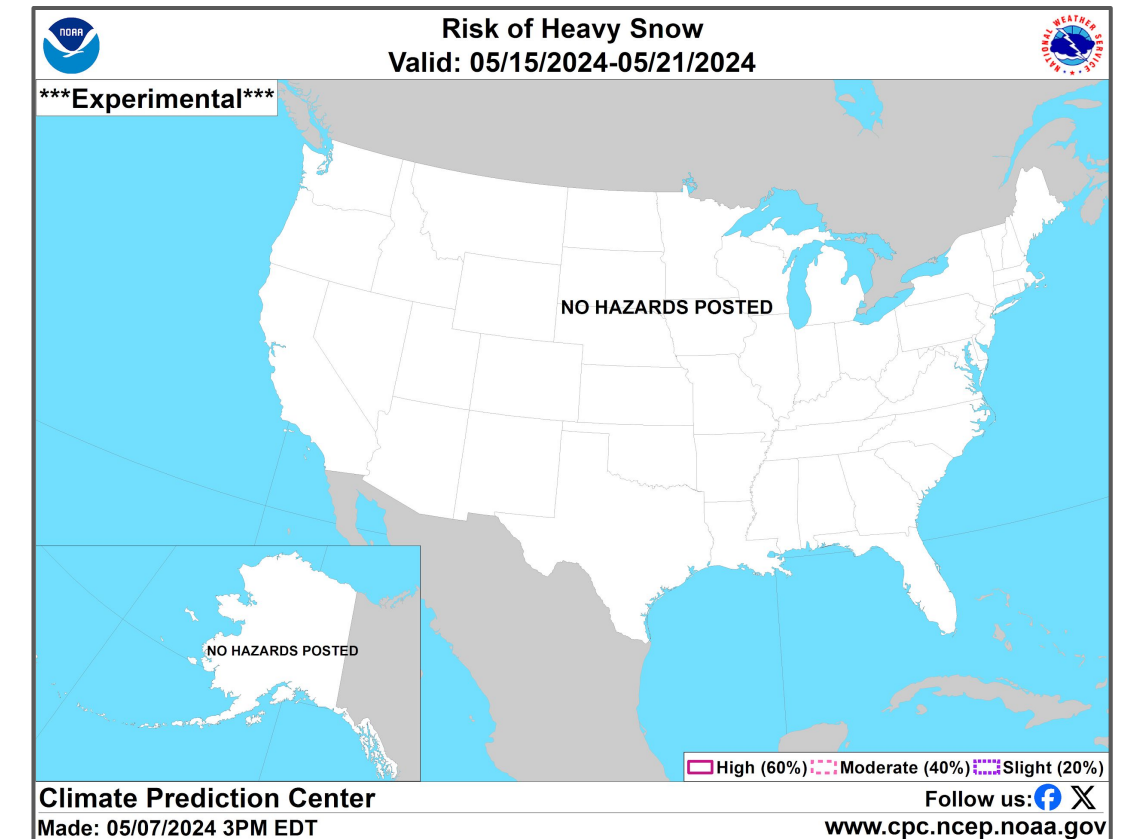 NOAA
Risk of Heavy Snow
Valid: 05/15/2024-05/21/2024
NATIONAL WEATHER SERVICE
***Experimental***
NO HAZARDS POSTED
NO HAZARDS POSTED
High (60%) Moderate (40%) Slight (20%)
Climate Prediction Center
Follow us:
Made: 05/07/2024 3PM EDT
www.cpc.ncep.noaa.gov